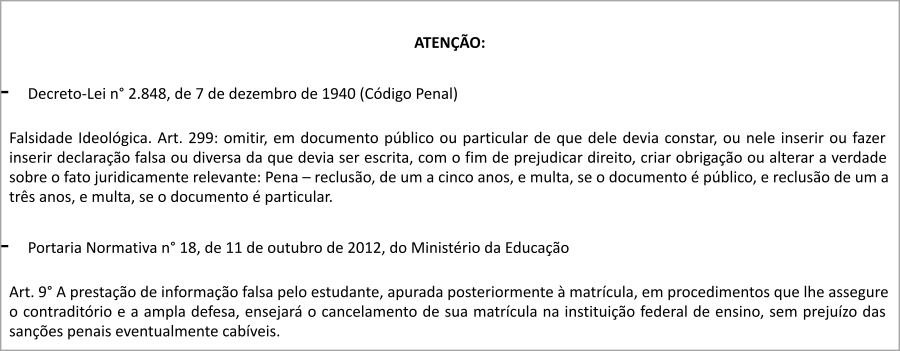 ATENÇÃO:
- Decreto-Lei n° 2.848, de 7 de dezembro de 1940 (Código Penal)
Falsidade Ideológica. Art. 299: omitir, em documento público ou particular de que dele devia constar, ou nele inserir ou fazer
inserir declaração falsa ou diversa da que devia ser escrita, com o fim de prejudicar direito, criar obrigação ou alterar a verdade
sobre o fato juridicamente relevante: Pena – reclusão, de um a cinco anos, e multa, se o documento é público, e reclusão de um a
três anos, e multa, se o documento é particular.
- Portaria Normativa n° 18, de 11 de outubro de 2012, do Ministério da Educação
Art. 9° A prestação de informação falsa pelo estudante, apurada posteriormente à matrícula, em procedimentos que lhe assegure
o contraditório e a ampla defesa, ensejará o cancelamento de sua matrícula na instituição federal de ensino, sem prejuízo das
sanções penais eventualmente cabíveis.